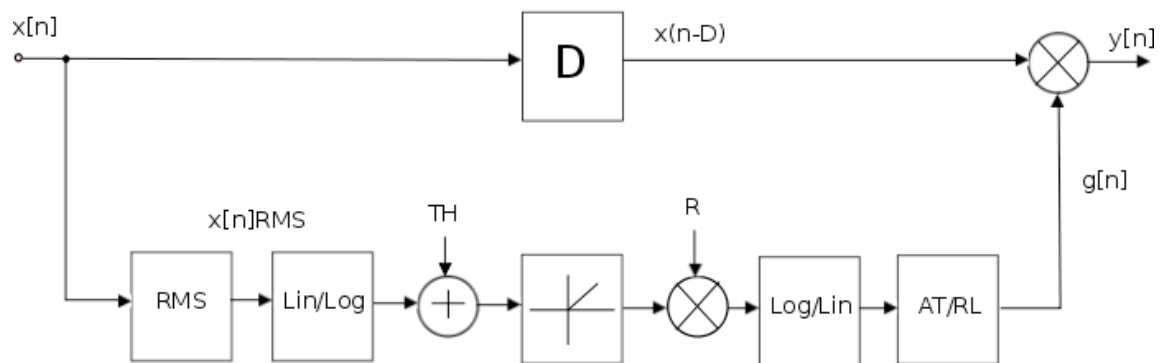 x[n]
D
x(n-D)
y[n]
g[n]
x[n]RMS
TH
R
RMS
Lin/Log
+
Log/Lin
AT/RL